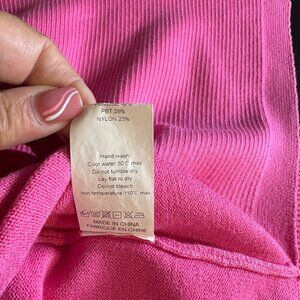 PBT 28%
NYLON 23%
Hand wash
Cool water 30°C max
Do not tumble dry
Lay flat to dry
Do not bleach
Iron temperature 110°C max
MADE IN CHINA
FABRIQUE EN CHINE